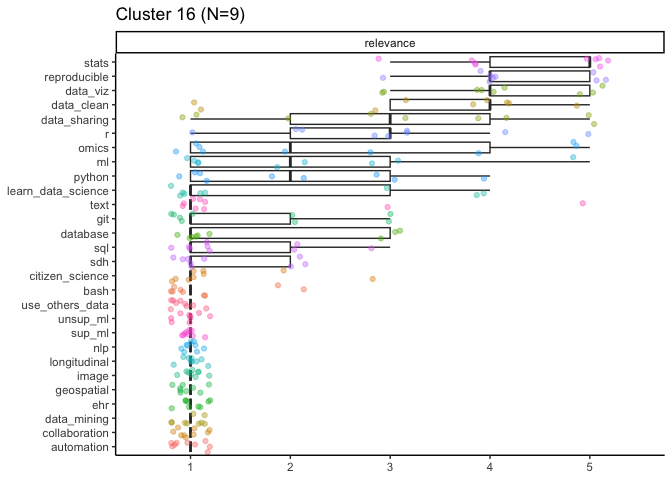 Cluster 16 (N=9)
relevance
stats
reproducible
data_viz
data_clean
data_sharing
r
omics
ml
python
learn_data_science
text
git
database
sql
sdh
citizen_science
bash
use_others_data
unsup_ml
sup_ml
nlp
longitudinal
image
geospatial
ehr
data_mining
collaboration
automation
1 2 3 4 5